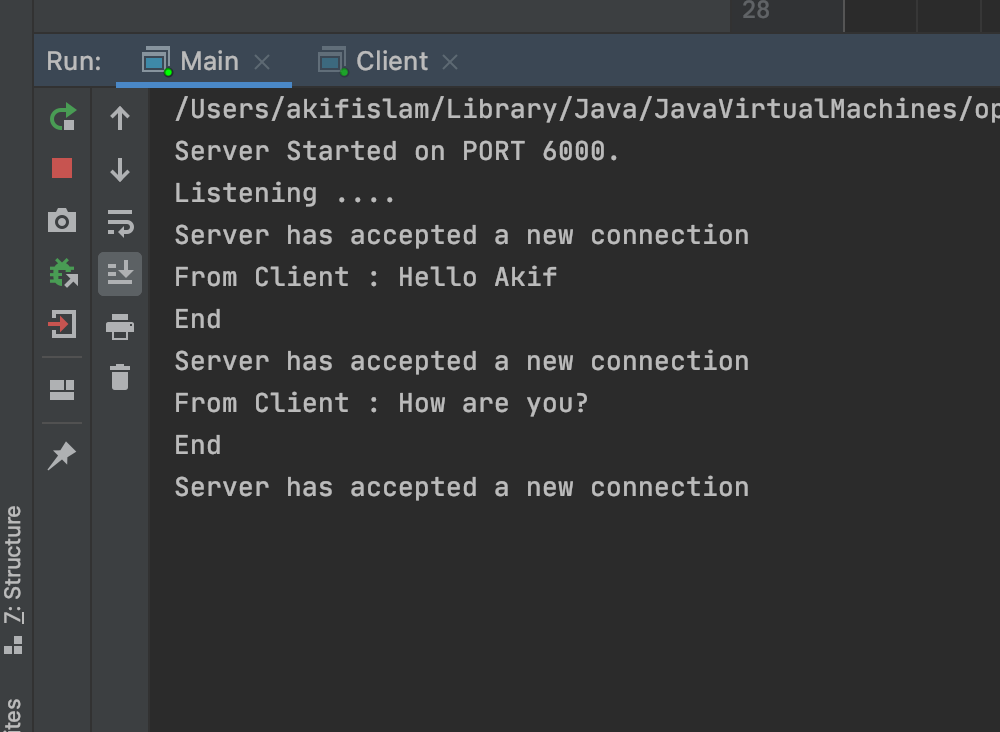 28
Run: Main Client
/Users/akifislam/Library/Java/JavaVirtualMachines/op
Server Started on PORT 6000.
Listening ....
Server has accepted a new connection
From Client : Hello Akif
End
Server has accepted a new connection
From Client : How are you?
End
Server has accepted a new connection
7: Structure
ites